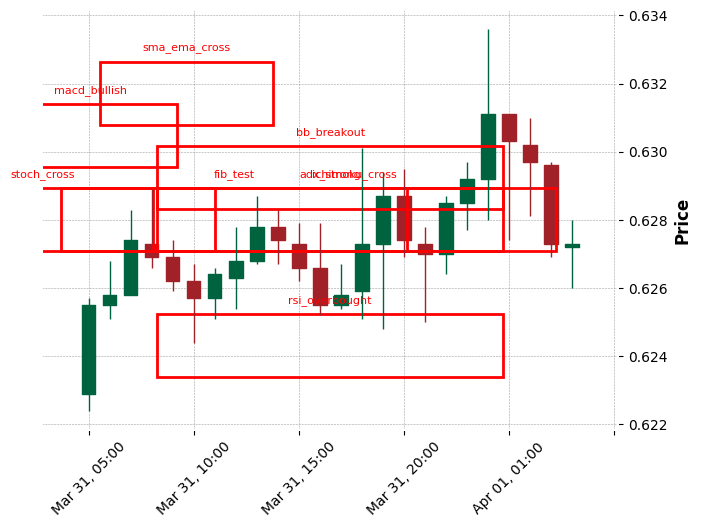 0.634
sma_ema_cross
macd_bullish
0.632
bb_breakout
0.630
stoch_cross
fib_test
0.628
Price
0.626
rsi_overbought
0.624
0.622
Mar 31, 05:00
Mar 31, 10:00
Mar 31, 15:00
Mar 31, 20:00
Apr 01, 01:00